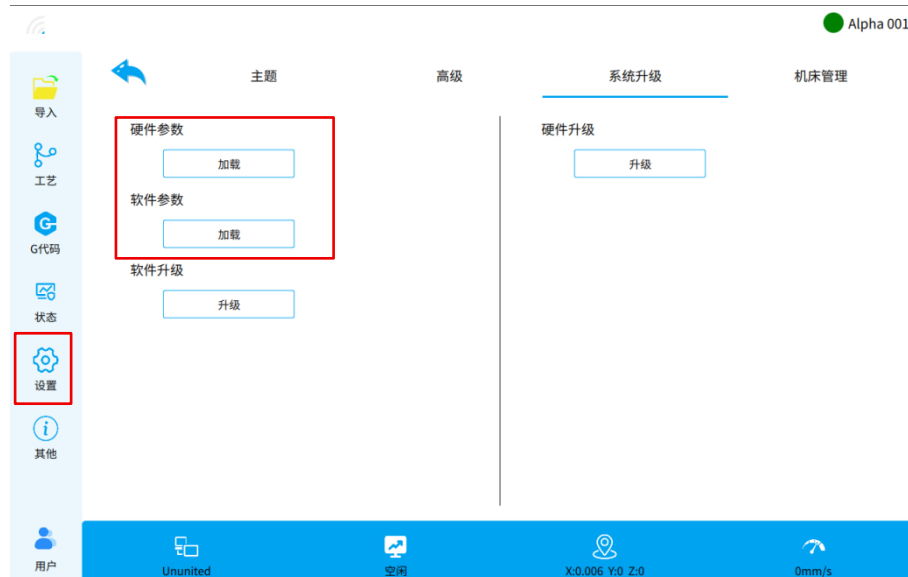 Alpha 001
主题
高级
系统升级
机床管理
导入
工艺
G代码
状态
设置
其他
用户
硬件参数
加载
软件参数
加载
软件升级
升级
硬件升级
升级
Ununited
空闲
X:0.006 Y:0 Z:0
0mm/s